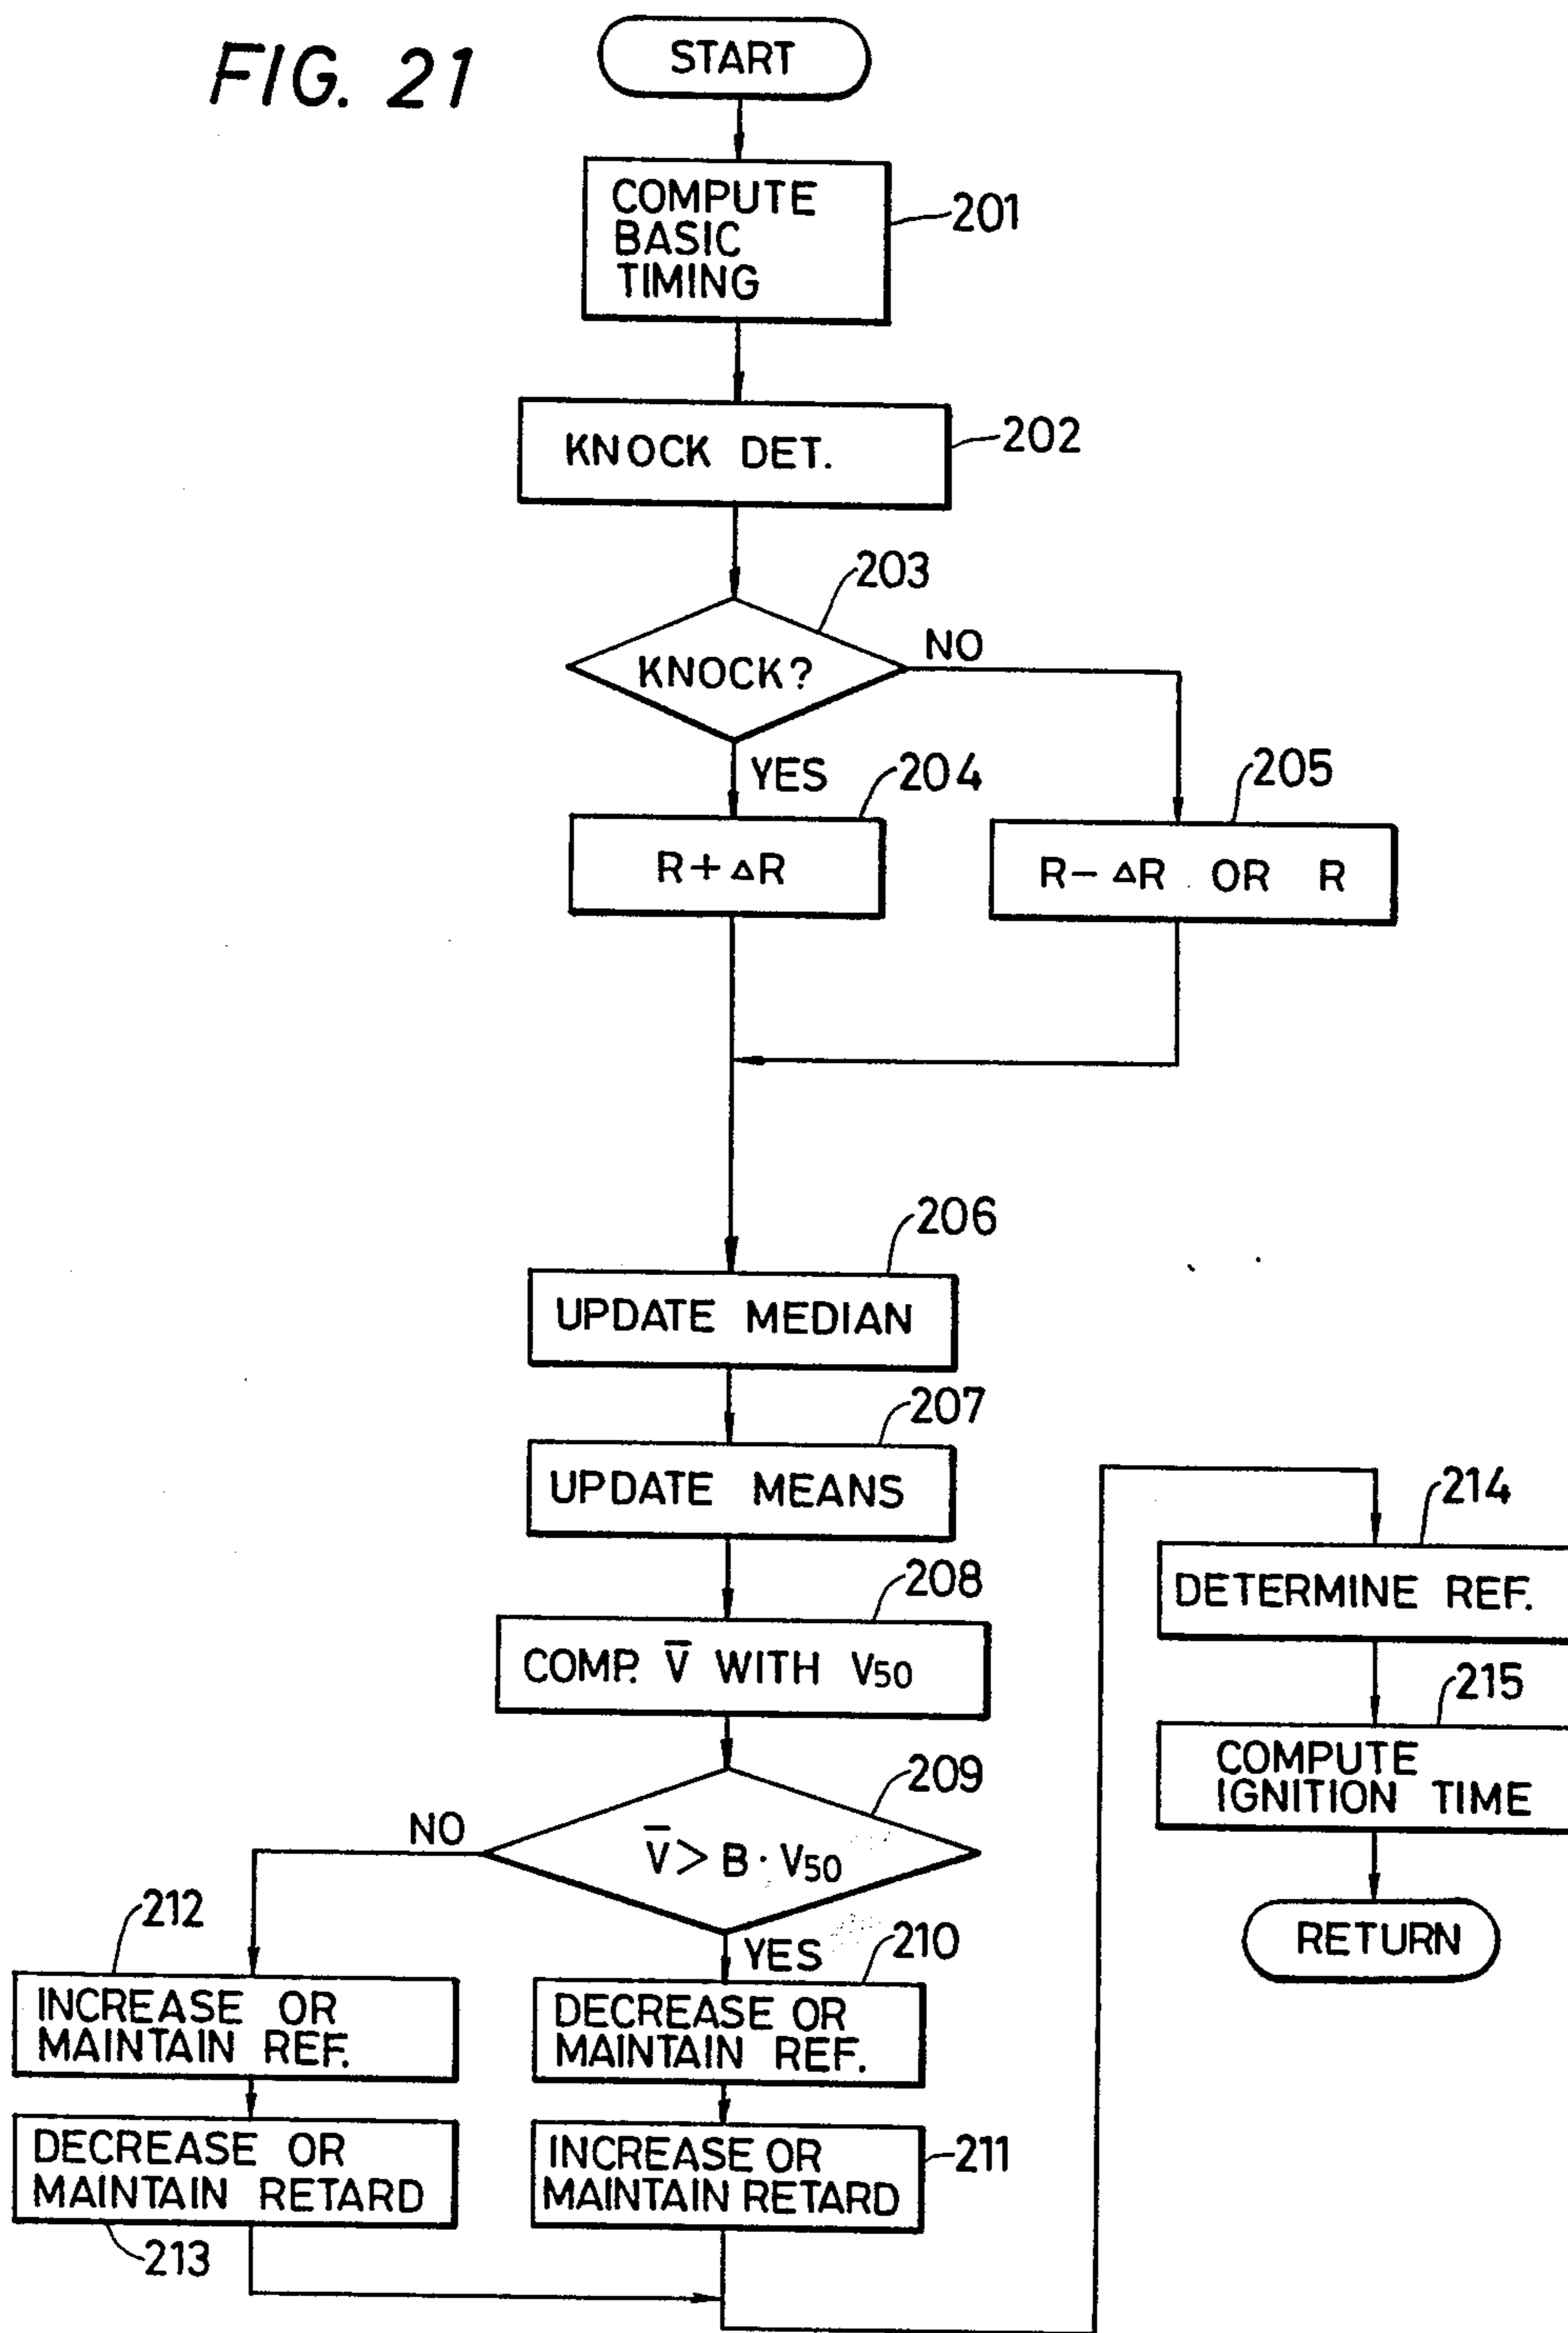 FIG. 21
START
COMPUTE
BASIC
TIMING
201
KNOCK DET.
202
203
KNOCK?
NO
YES
204
R+ΔR
205
R-ΔR OR R
206
UPDATE MEDIAN
207
UPDATE MEANS
208
COMP. V̅ WITH V50
209
V̅ > B · V50
NO
YES
212
INCREASE OR
MAINTAIN REF.
210
DECREASE OR
MAINTAIN REF.
DECREASE OR
MAINTAIN RETARD
213
INCREASE OR
MAINTAIN RETARD
211
214
DETERMINE REF.
215
COMPUTE
IGNITION TIME
RETURN